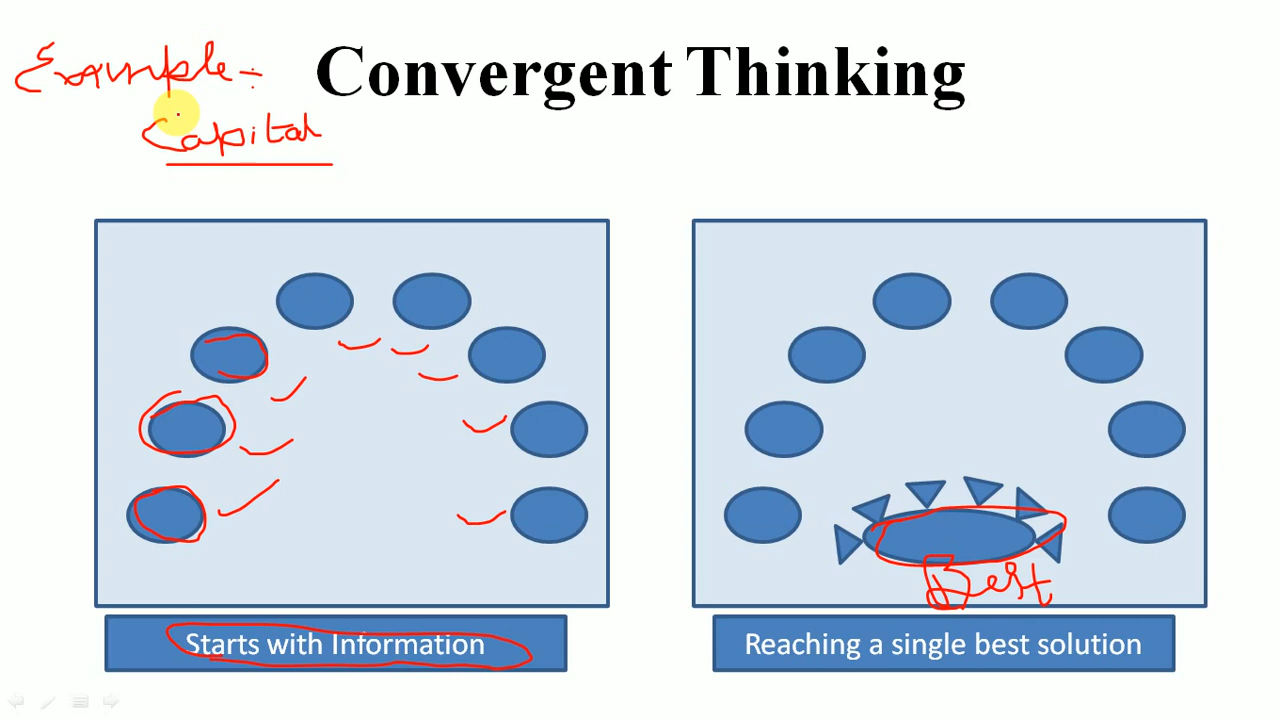 Example :-
Convergent Thinking
Capital
Starts with Information
Best
Reaching a single best solution